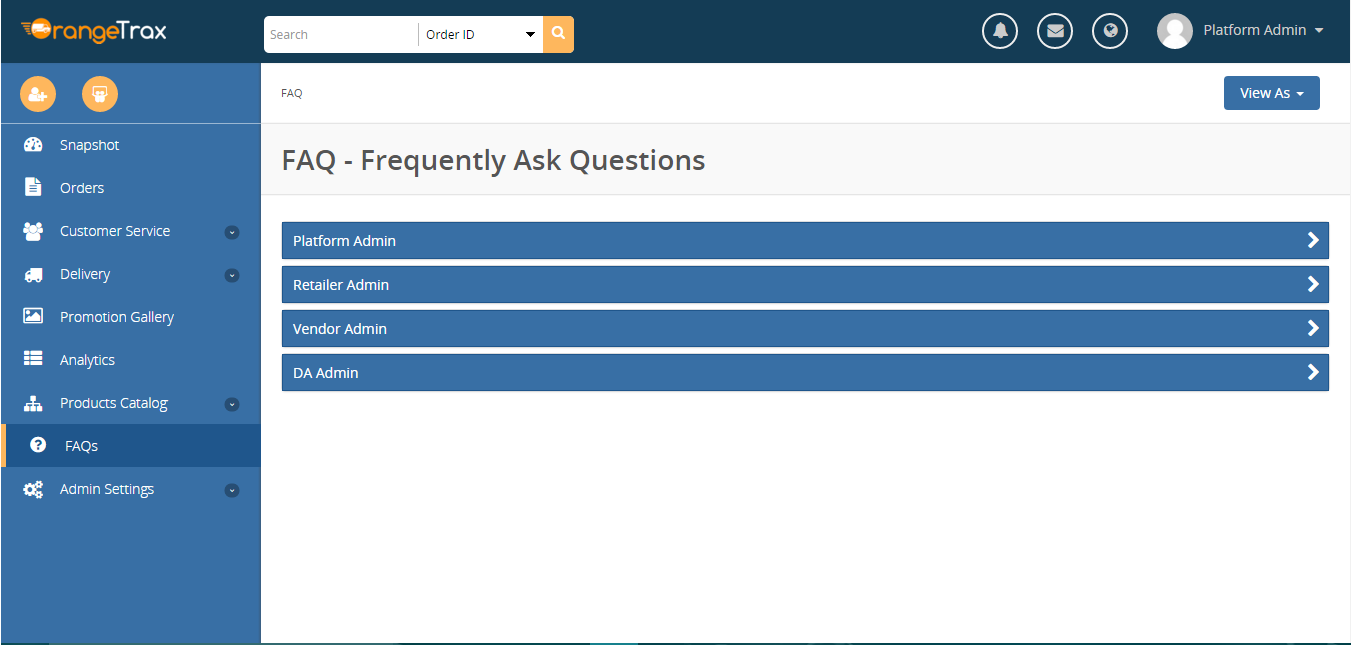 OrangeTrax
Search
Order ID
Platform Admin
FAQ
View As
Snapshot
Orders
Customer Service
Delivery
Promotion Gallery
Analytics
Products Catalog
FAQs
Admin Settings
FAQ - Frequently Ask Questions
Platform Admin
Retailer Admin
Vendor Admin
DA Admin